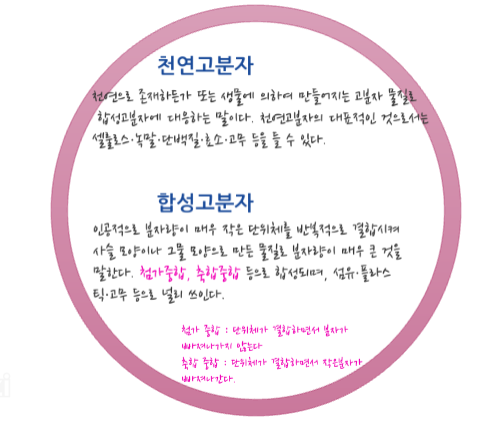 천연고분자
천연으로 존재하든가 또는 생물에 의하여 만들어지는 고분자 물질로
합성고분자에 대응하는 말이다. 천연고분자의 대표적인 것으로서는
셀룰로스·녹말·단백질·효소·고무 등을 들 수 있다.
합성고분자
인공적으로 분자량이 매우 작은 단위체를 반복적으로 결합시켜
사슬 모양이나 그물 모양으로 만든 물질로 분자량이 매우 큰 것을
말한다. 첨가중합, 축합중합 등으로 합성되며, 섬유·플라스
틱·고무 등으로 널리 쓰인다.
첨가 중합 : 단위체가 결합하면서 분자가
빠져나가지 않는다
축합 중합 : 단위체가 결합하면서 작은분자가
빠져나간다.